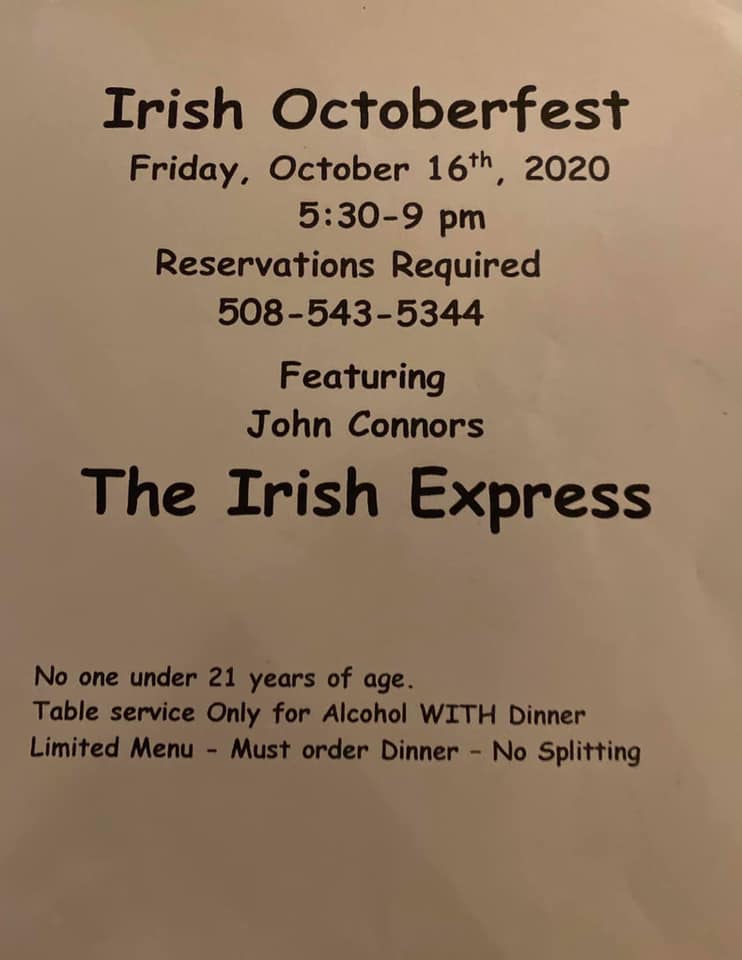 Irish Octoberfest
Friday, October 16th, 2020
5:30-9 pm
Reservations Required
508-543-5344
Featuring
John Connors
The Irish Express
No one under 21 years of age.
Table service Only for Alcohol WITH Dinner
Limited Menu - Must order Dinner - No Splitting